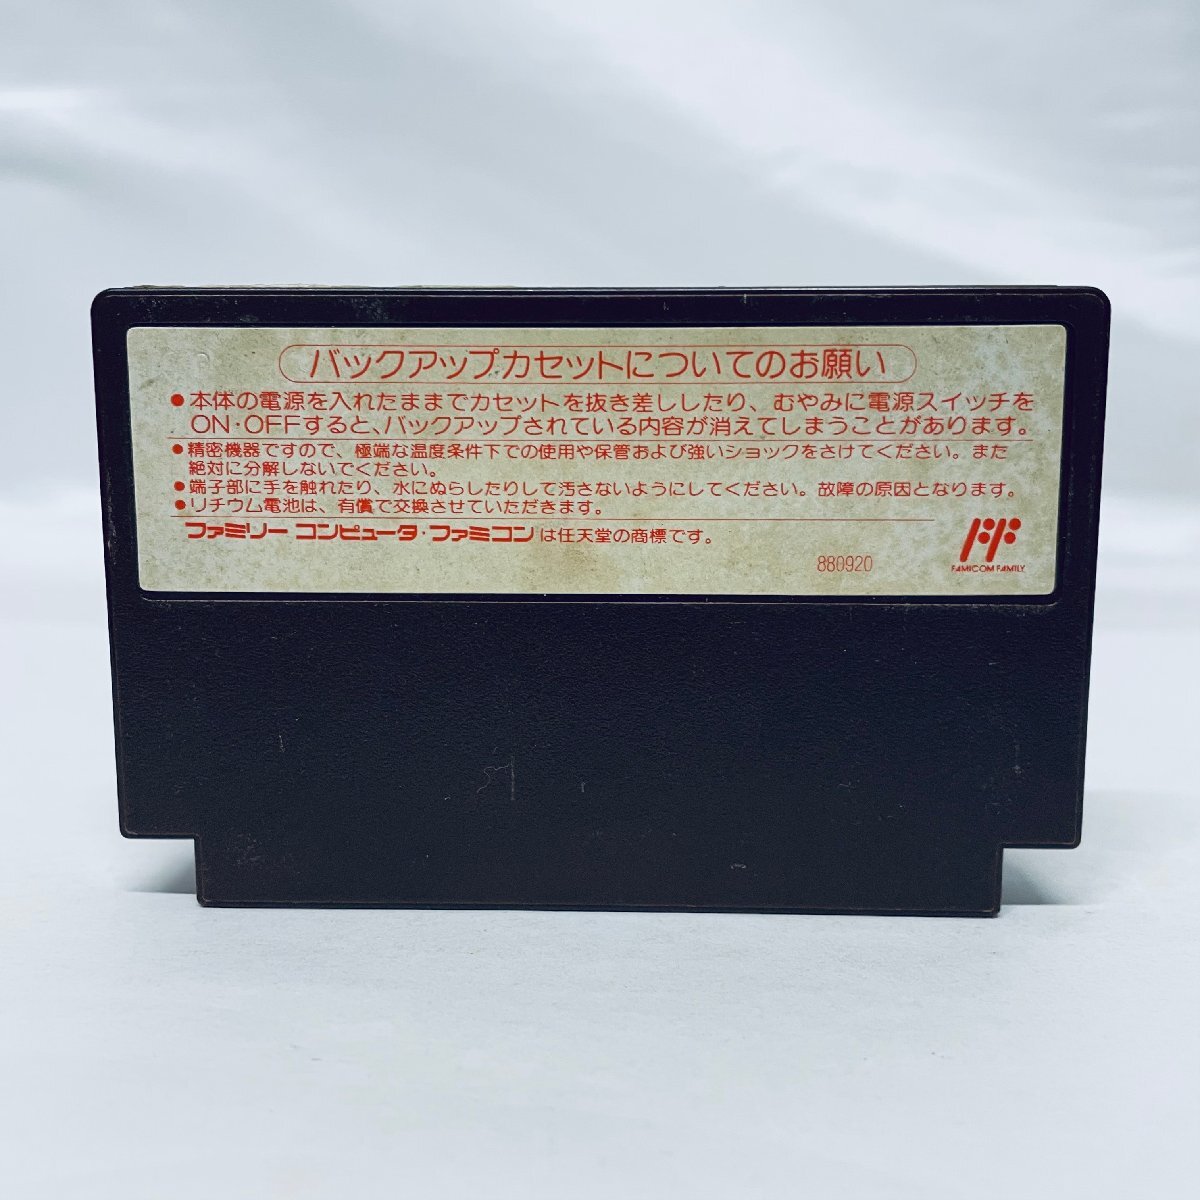 バックアップカセットについてのお願い
●本体の電源を入れたままでカセットを抜き差ししたり、むやみに電源スイッチを
ON・OFFすると、バックアップされている内容が消えてしまうことがあります。
●精密機器ですので、極端な温度条件下での使用や保管および強いショックをさけてください。また
絶対に分解しないでください。
●端子部に手を触れたり、水にぬらしたりして汚さないようにしてください。故障の原因となります。
●リチウム電池は、有償で交換させていただきます。
ファミリーコンピュータ・ファミコンは任天堂の商標です。
880920
FAMICOM FAMILY